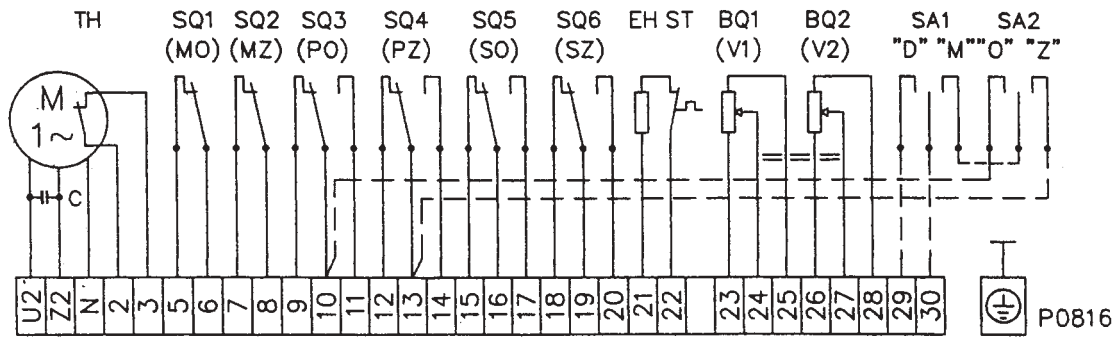 TH SQ1 SQ2 SQ3 SQ4 SQ5 SQ6 EH ST BQ1 BQ2 SA1 SA2
(MO) (MZ) (PO) (PZ) (SO) (SZ) (V1) (V2) "D" "M" "O" "Z"
M
1~
C
U2 Z2 N 2 3 5 6 7 8 9 10 11 12 13 14 15 16 17 18 19 20 21 22 23 24 25 26 27 28 29 30
P0816